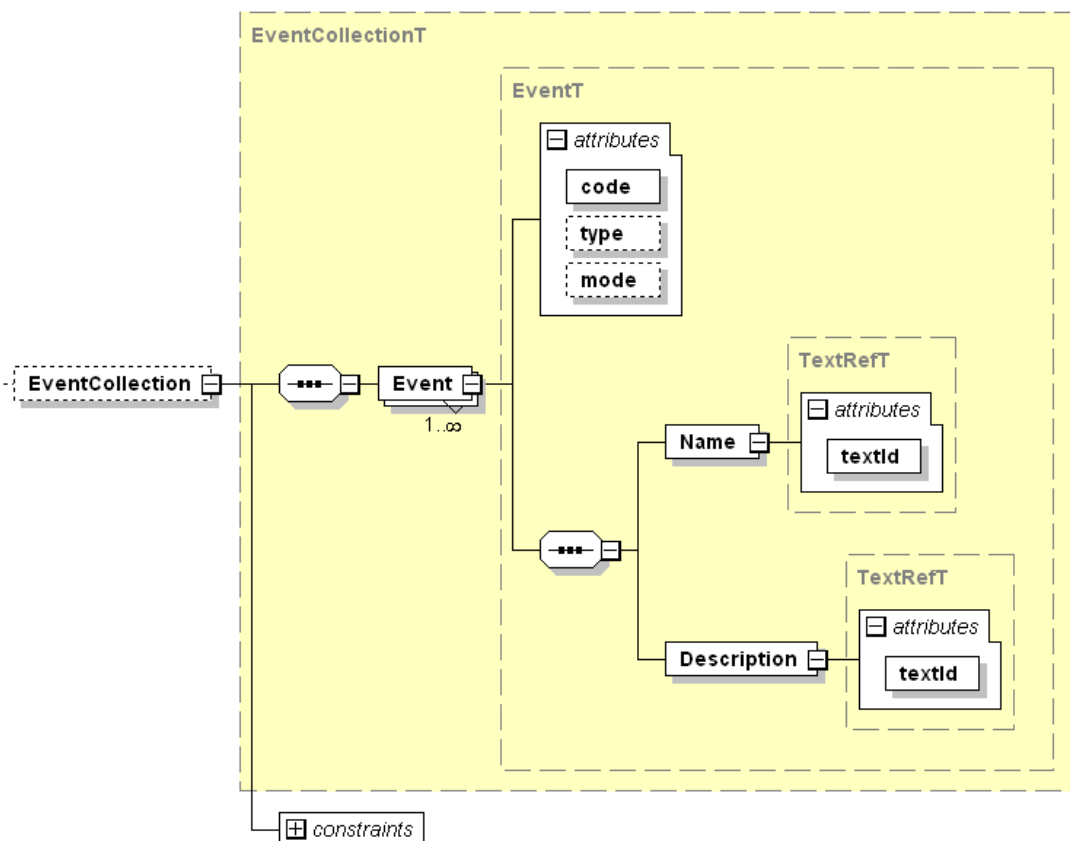 EventCollectionT
EventT
attributes
code
type
mode
EventCollection
Event
1..∞
TextRefT
attributes
Name
textId
TextRefT
attributes
Description
textId
constraints